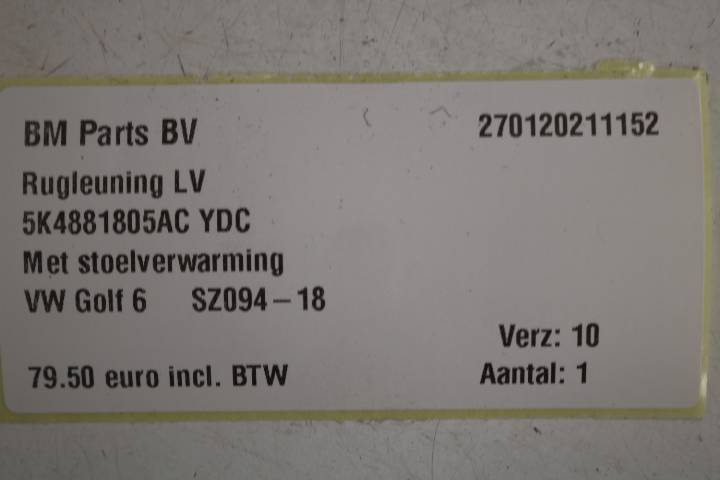 BM Parts BV 270120211152
Rugleuning LV
5K4881805AC YDC
Met stoelverwarming
VW Golf 6 SZ094-18
Verz: 10
79.50 euro incl. BTW Aantal: 1